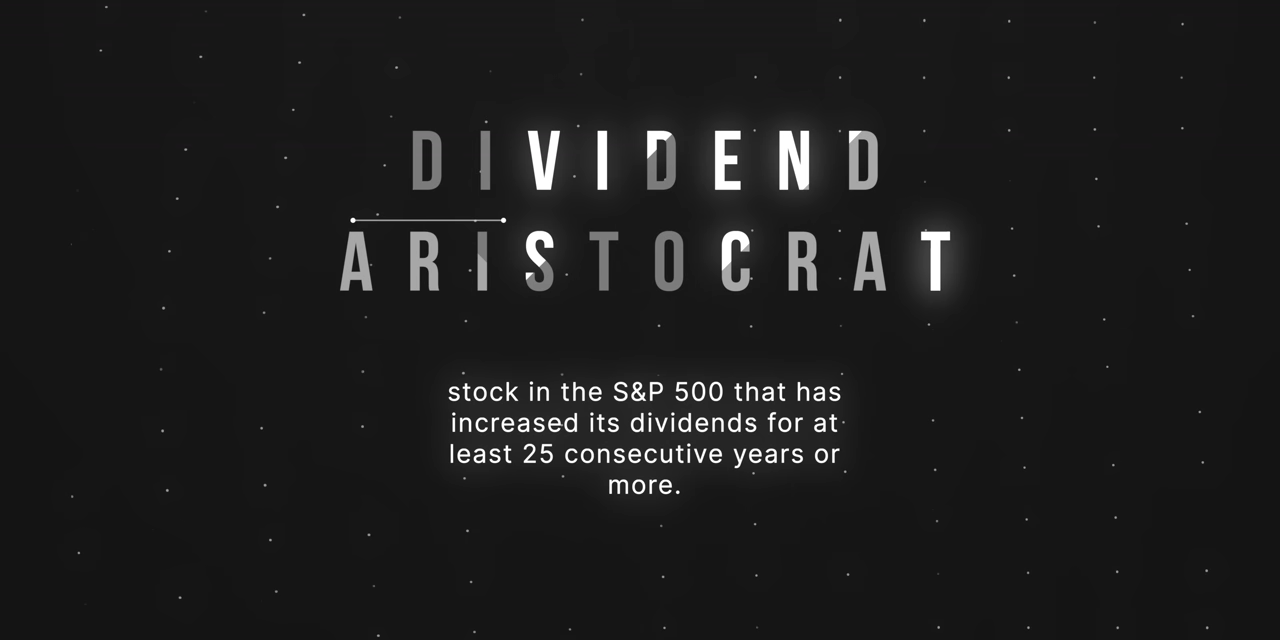 DIVIDEND
ARISTOCRAT
stock in the S&P 500 that has
increased its dividends for at
least 25 consecutive years or
more.